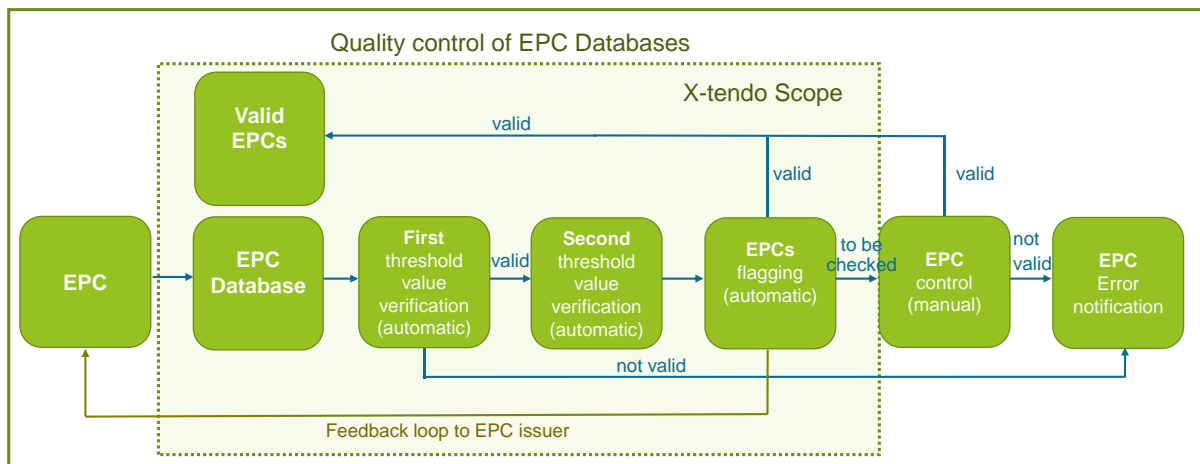 Quality control of EPC Databases
X-tendo Scope
Valid
EPCs
valid
valid
valid
EPC
EPC
Database
First
threshold
value
verification
(automatic)
valid
Second
threshold
value
verification
(automatic)
EPCs
flagging
(automatic)
to be
checked
EPC
control
(manual)
not
valid
EPC
Error
notification
not valid
Feedback loop to EPC issuer